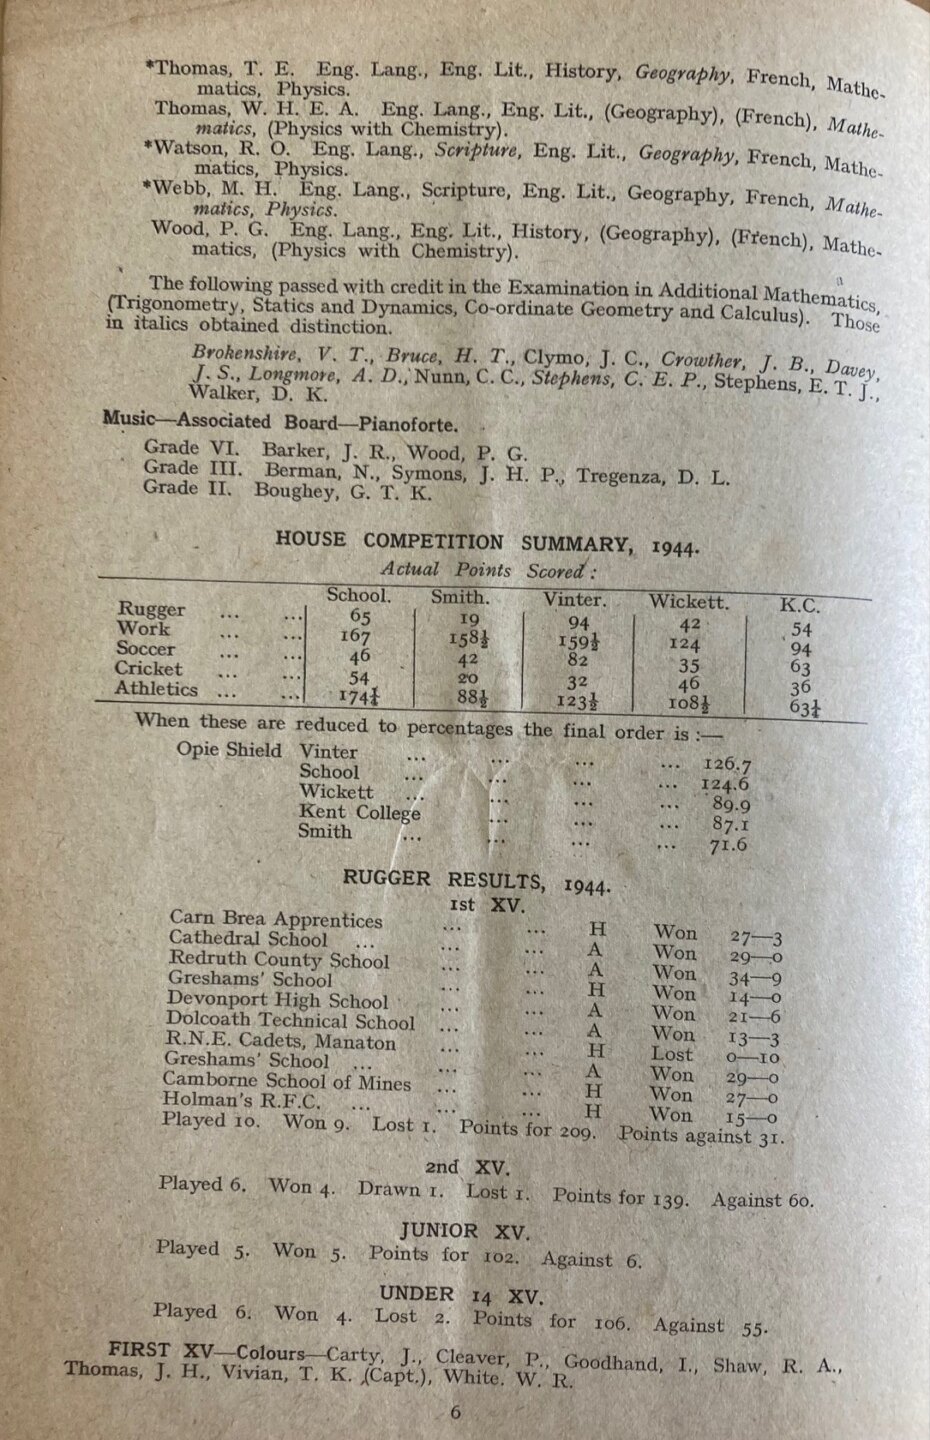 *Thomas, T. E. Eng. Lang., Eng. Lit., History, Geography, French, Mathe-
matics, Physics.
Thomas, W. H. E. A. Eng. Lang., Eng. Lit., (Geography), (French), Mathe-
matics, (Physics with Chemistry).
*Watson, R. O. Eng. Lang., Scripture, Eng. Lit., Geography, French, Mathe-
matics, Physics.
*Webb, M. H. Eng. Lang., Scripture, Eng. Lit., Geography, French, Mathe-
matics, Physics.
Wood, P. G. Eng. Lang., Eng. Lit., History, (Geography), (French), Mathe-
matics, (Physics with Chemistry).
The following passed with credit in the Examination in Additional Mathematics,
(Trigonometry, Statics and Dynamics, Co-ordinate Geometry and Calculus). Those
in italics obtained distinction.
Brokenshire, V. T., Bruce, H. T., Clymo, J. C., Crowther, J. B., Davey,
J. S., Longmore, A. D., Nunn, C. C., Stephens, C. E. P., Stephens, E. T. J.,
Walker, D. K.
Music—Associated Board—Pianoforte.
Grade VI. Barker, J. R., Wood, P. G.
Grade III. Berman, N., Symons, J. H. P., Tregenza, D. L.
Grade II. Boughey, G. T. K.
HOUSE COMPETITION SUMMARY, 1944.
Actual Points Scored :
School. Smith. Vinter. Wickett. K.C.
Rugger ... ... 65 19 94 42 54
Work ... ... 167 158½ 159½ 124 94
Soccer ... ... 46 42 82 35 63
Cricket ... ... 54 20 32 46 36
Athletics ... ... 174¼ 88½ 123½ 108½ 63¼
When these are reduced to percentages the final order is :—
Opie Shield Vinter ... ... ... ... 126.7
School ... ... ... ... 124.6
Wickett ... ... ... ... 89.9
Kent College ... ... ... 87.1
Smith ... ... ... ... 71.6
RUGGER RESULTS, 1944.
1st XV.
Carn Brea Apprentices ... ... H Won 27—3
Cathedral School ... ... ... A Won 29—0
Redruth County School ... ... A Won 34—9
Greshams' School ... ... H Won 14—0
Devonport High School ... ... A Won 21—6
Dolcoath Technical School ... ... A Won 13—3
R.N.E. Cadets, Manaton ... ... H Lost 0—10
Greshams' School ... ... ... A Won 29—0
Camborne School of Mines ... ... H Won 27—0
Holman's R.F.C. ... ... ... H Won 15—0
Played 10. Won 9. Lost 1. Points for 209. Points against 31.
2nd XV.
Played 6. Won 4. Drawn 1. Lost 1. Points for 139. Against 60.
JUNIOR XV.
Played 5. Won 5. Points for 102. Against 6.
UNDER 14 XV.
Played 6. Won 4. Lost 2. Points for 106. Against 55.
FIRST XV—Colours—Carty, J., Cleaver, P., Goodhand, I., Shaw, R. A.,
Thomas, J. H., Vivian, T. K. (Capt.), White. W. R.
6